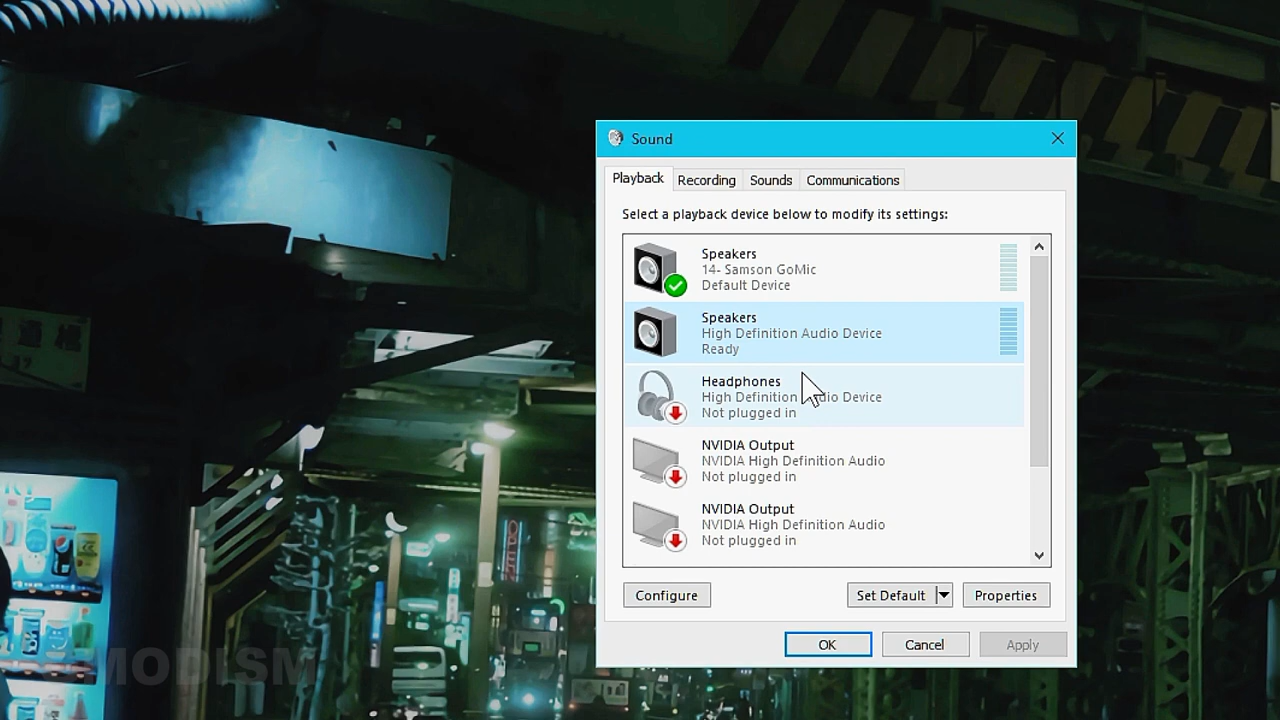 Sound
Playback
Recording
Sounds
Communications
Select a playback device below to modify its settings:
Speakers
14- Samson GoMic
Default Device
Speakers
High Definition Audio Device
Ready
Headphones
High Definition Audio Device
Not plugged in
NVIDIA Output
NVIDIA High Definition Audio
Not plugged in
NVIDIA Output
NVIDIA High Definition Audio
Not plugged in
Configure
Set Default
Properties
OK
Cancel
Apply
MODISM